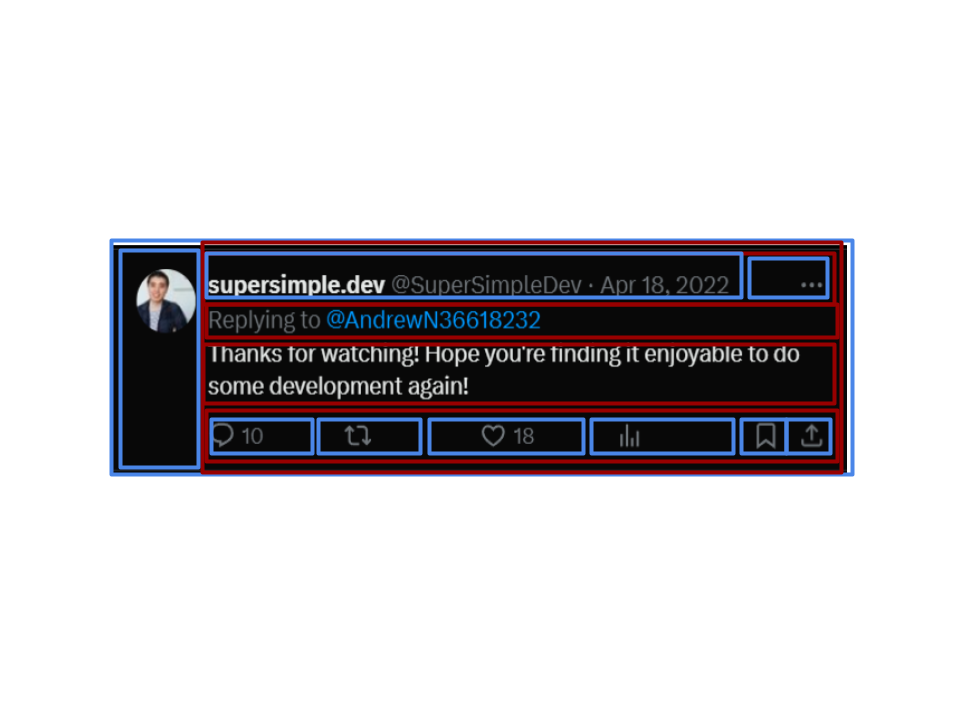 supersimple.dev @SuperSimpleDev · Apr 18, 2022 ...
Replying to @AndrewN36618232
Thanks for watching! Hope you're finding it enjoyable to do
some development again!
10 18